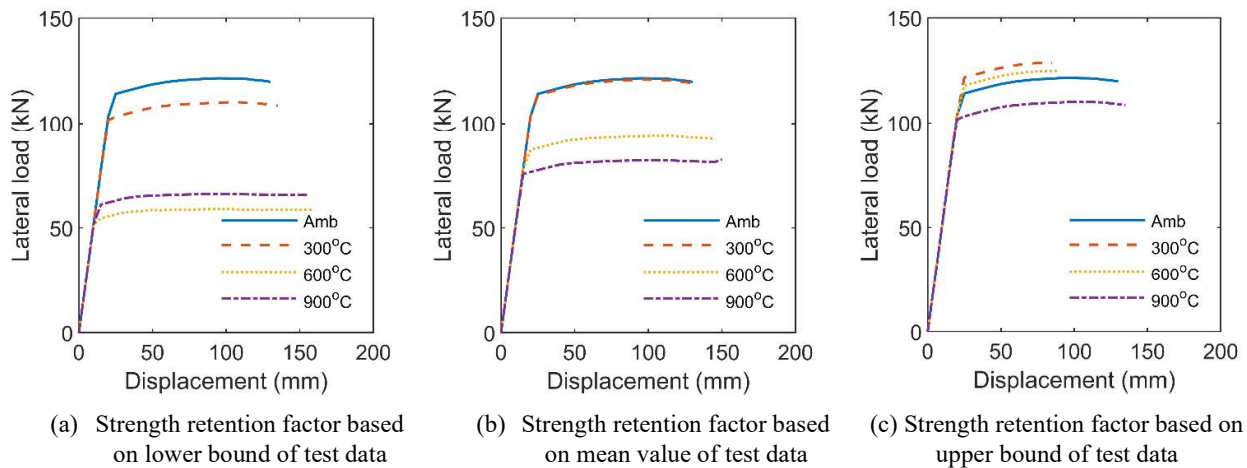 150
100
50
0
Lateral load (kN)
Amb
300°C
600°C
900°C
0 50 100 150 200
Displacement (mm)
(a) Strength retention factor based
on lower bound of test data
150
100
50
0
Lateral load (kN)
Amb
300°C
600°C
900°C
0 50 100 150 200
Displacement (mm)
(b) Strength retention factor based
on mean value of test data
150
100
50
0
Lateral load (kN)
Amb
300°C
600°C
900°C
0 50 100 150 200
Displacement (mm)
(c) Strength retention factor based on
upper bound of test data